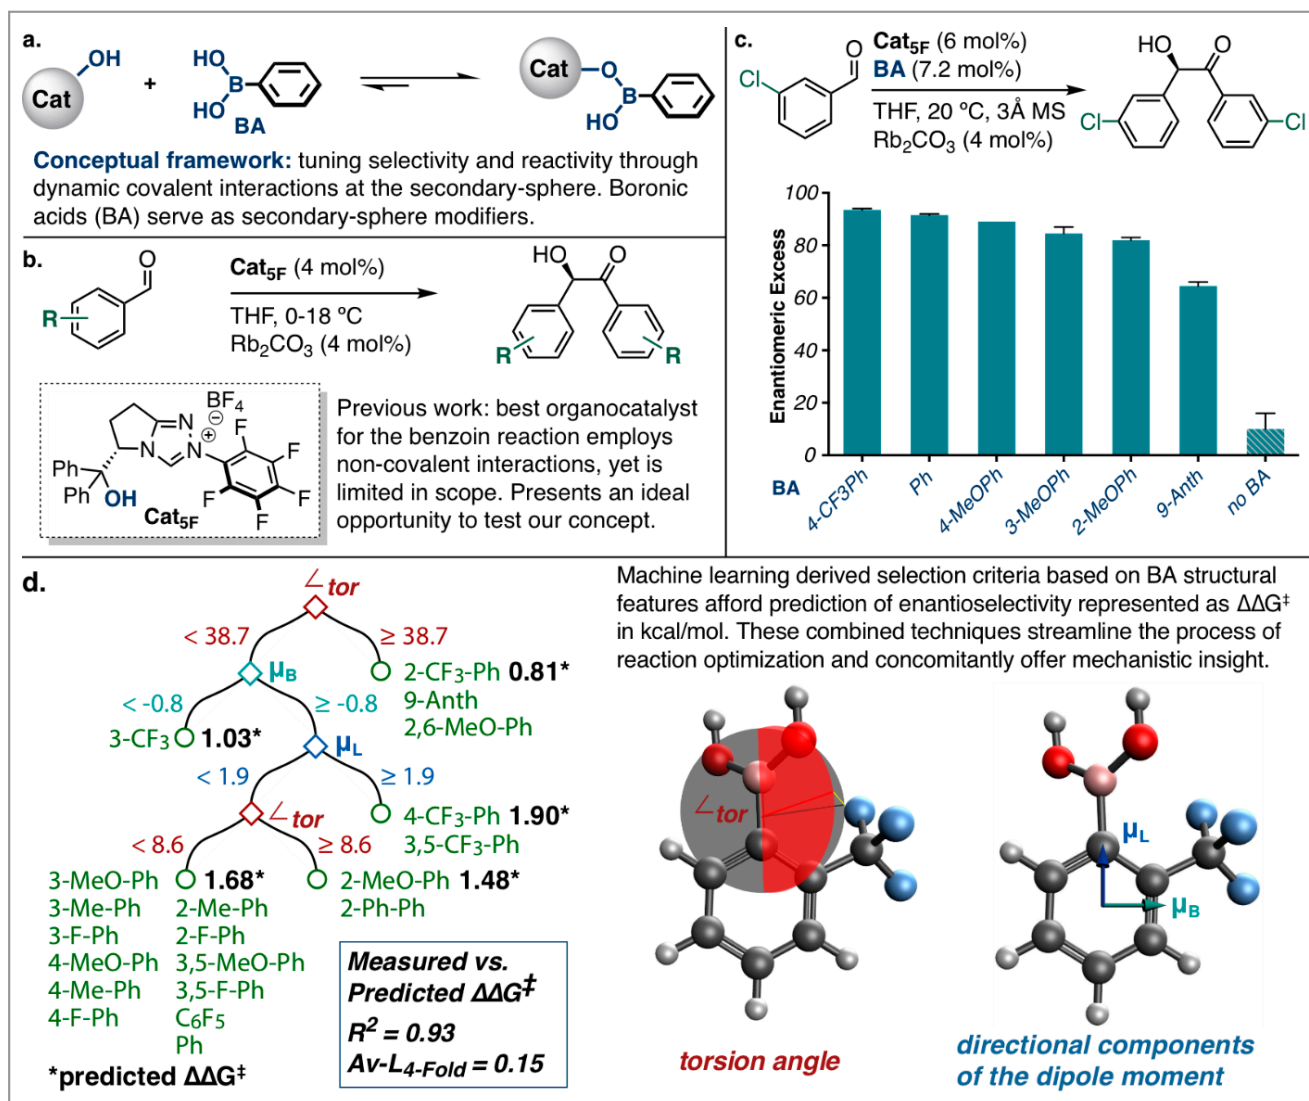 a.
OH
Cat
+
HO
B
HO
BA
Cat
O
B
HO
Conceptual framework: tuning selectivity and reactivity through
dynamic covalent interactions at the secondary-sphere. Boronic
acids (BA) serve as secondary-sphere modifiers.
b.
O
R
Cat5F (4 mol%)
THF, 0-18 ºC
Rb2CO3 (4 mol%)
HO
O
R
R
BF4
⊖
N
⊕
N
N
F
F
F
F
F
Ph
Ph
OH
Cat5F
Previous work: best organocatalyst
for the benzoin reaction employs
non-covalent interactions, yet is
limited in scope. Presents an ideal
opportunity to test our concept.
c.
Cl
O
Cat5F (6 mol%)
BA (7.2 mol%)
THF, 20 ºC, 3Å MS
Rb2CO3 (4 mol%)
HO
O
Cl
Cl
Enantiomeric Excess
100
80
60
40
20
0
BA
4-CF3Ph
Ph
4-MeOPh
3-MeOPh
2-MeOPh
9-Anth
no BA
d.
∠tor
< 38.7
≥ 38.7
μB
2-CF3-Ph 0.81*
9-Anth
2,6-MeO-Ph
< -0.8
≥ -0.8
3-CF3 1.03*
μL
< 1.9
≥ 1.9
∠tor
4-CF3-Ph 1.90*
3,5-CF3-Ph
< 8.6
≥ 8.6
3-MeO-Ph 1.68*
2-MeO-Ph 1.48*
3-Me-Ph 2-Me-Ph
2-Ph-Ph
3-F-Ph 2-F-Ph
4-MeO-Ph 3,5-MeO-Ph
4-Me-Ph 3,5-F-Ph
4-F-Ph C6F5
Ph
*predicted ΔΔG‡
Measured vs.
Predicted ΔΔG‡
R2 = 0.93
Av-L4-Fold = 0.15
Machine learning derived selection criteria based on BA structural
features afford prediction of enantioselectivity represented as ΔΔG‡
in kcal/mol. These combined techniques streamline the process of
reaction optimization and concomitantly offer mechanistic insight.
∠tor
torsion angle
μL
μB
directional components
of the dipole moment